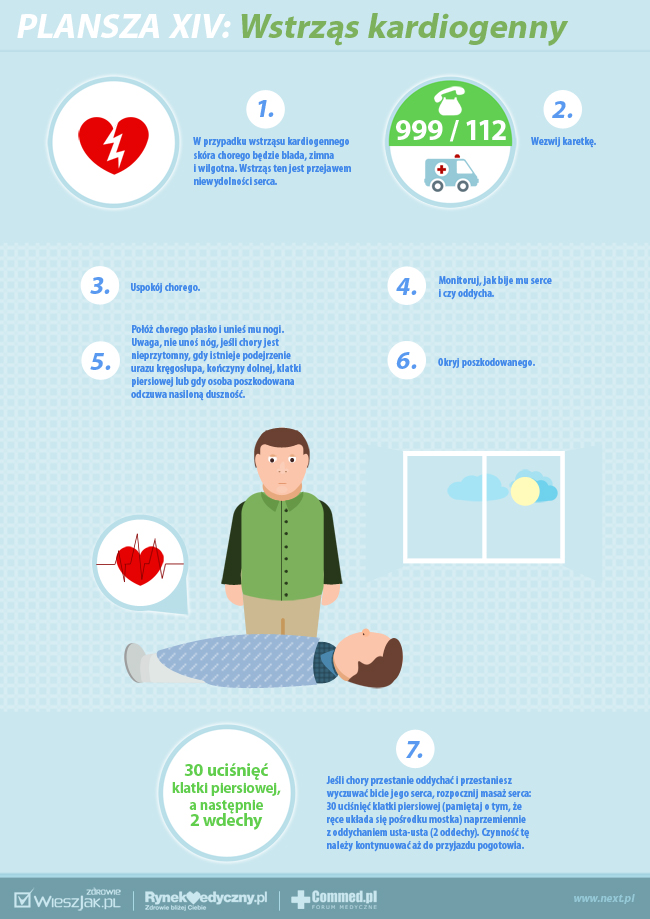 PLANSZA XIV: Wstrząs kardiogenny
1.
W przypadku wstrząsu kardiogennego
skóra chorego będzie blada, zimna
i wilgotna. Wstrząs ten jest przejawem
niewydolności serca.
999 / 112
2.
Wezwij karetkę.
3.
Uspokój chorego.
4.
Monitoruj, jak bije mu serce
i czy oddycha.
5.
Połóż chorego płasko i unieś mu nogi.
Uwaga, nie unoś nóg, jeśli chory jest
nieprzytomny, gdy istnieje podejrzenie
urazu kręgosłupa, kończyny dolnej, klatki
piersiowej lub gdy osoba poszkodowana
odczuwa nasiloną duszność.
6.
Okryj poszkodowanego.
30 uciśnięć
klatki piersiowej,
a następnie
2 wdechy
7.
Jeśli chory przestanie oddychać i przestaniesz
wyczuwać bicie jego serca, rozpocznij masaż serca:
30 uciśnięć klatki piersiowej (pamiętaj o tym, że
ręce układa się pośrodku mostka) naprzemiennie
z oddychaniem usta-usta (2 oddechy). Czynność tę
należy kontynuować aż do przyjazdu pogotowia.
ZDROWIE
WIESZJAK.PL
RynekMedyczny.pl
Zdrowie bliżej Ciebie
Commed.pl
FORUM MEDYCZNE
www.next.pl